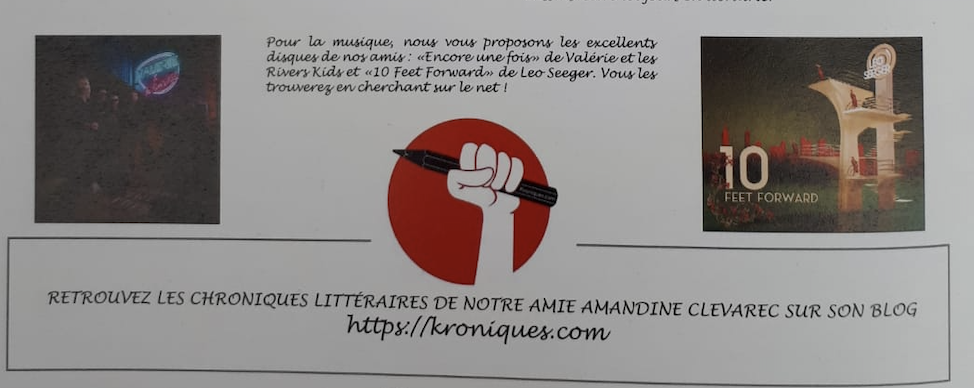 Pour la musique, nous vous proposons les excellents
disques de nos amis : «Encore une fois» de Valérie et les
Rivers Kids et «10 Feet Forward» de Leo Seeger. Vous les
trouverez en cherchant sur le net !
LEO
SEEGER
10
FEET FORWARD
Kroniques.com
RETROUVEZ LES CHRONIQUES LITTÉRAIRES DE NOTRE AMIE AMANDINE CLEVAREC SUR SON BLOG
https://kroniques.com